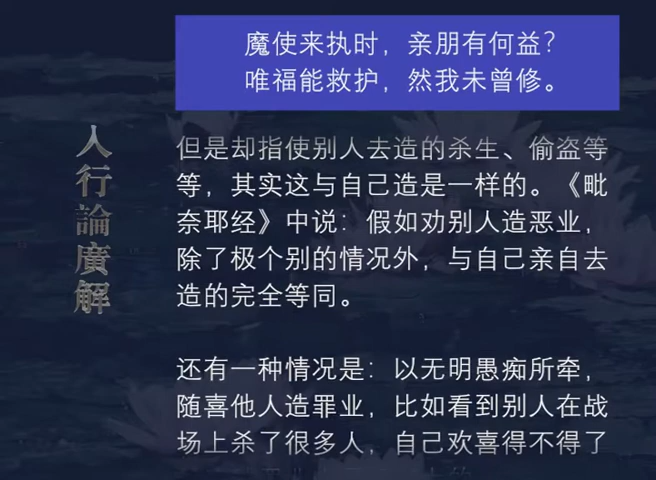 魔使来执时，亲朋有何益？
唯福能救护，然我未曾修。
入行論廣解
但是却指使别人去造的杀生、偷盗等
等，其实这与自己造是一样的。《毗
奈耶经》中说：假如劝别人造恶业，
除了极个别的情况外，与自己亲自去
造的完全等同。
还有一种情况是：以无明愚痴所牵，
随喜他人造罪业，比如看到别人在战
场上杀了很多人，自己欢喜得不得了